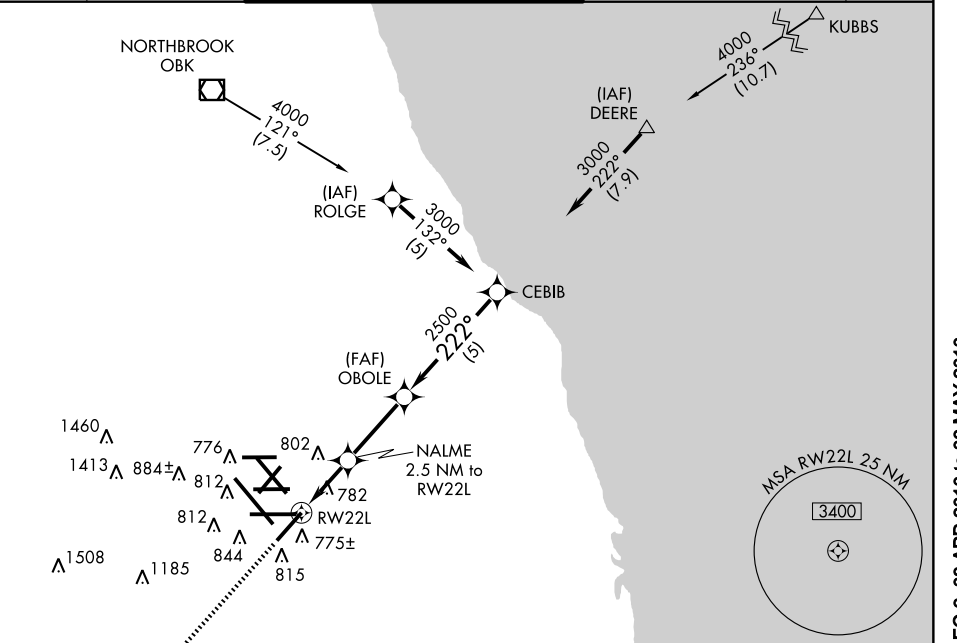 KUBBS
4000
236°
(10.7)
NORTHBROOK
OBK
4000
121°
(7.5)
(IAF)
DEERE
3000
222°
(7.9)
(IAF)
ROLGE
3000
132°
(5)
CEBIB
2500
222°
(5)
(FAF)
OBOLE
1460
776
802
NALME
2.5 NM to
RW22L
1413
884±
812
782
812
RW22L
844
775±
815
1508
1185
MSA RW22L 25 NM
3400